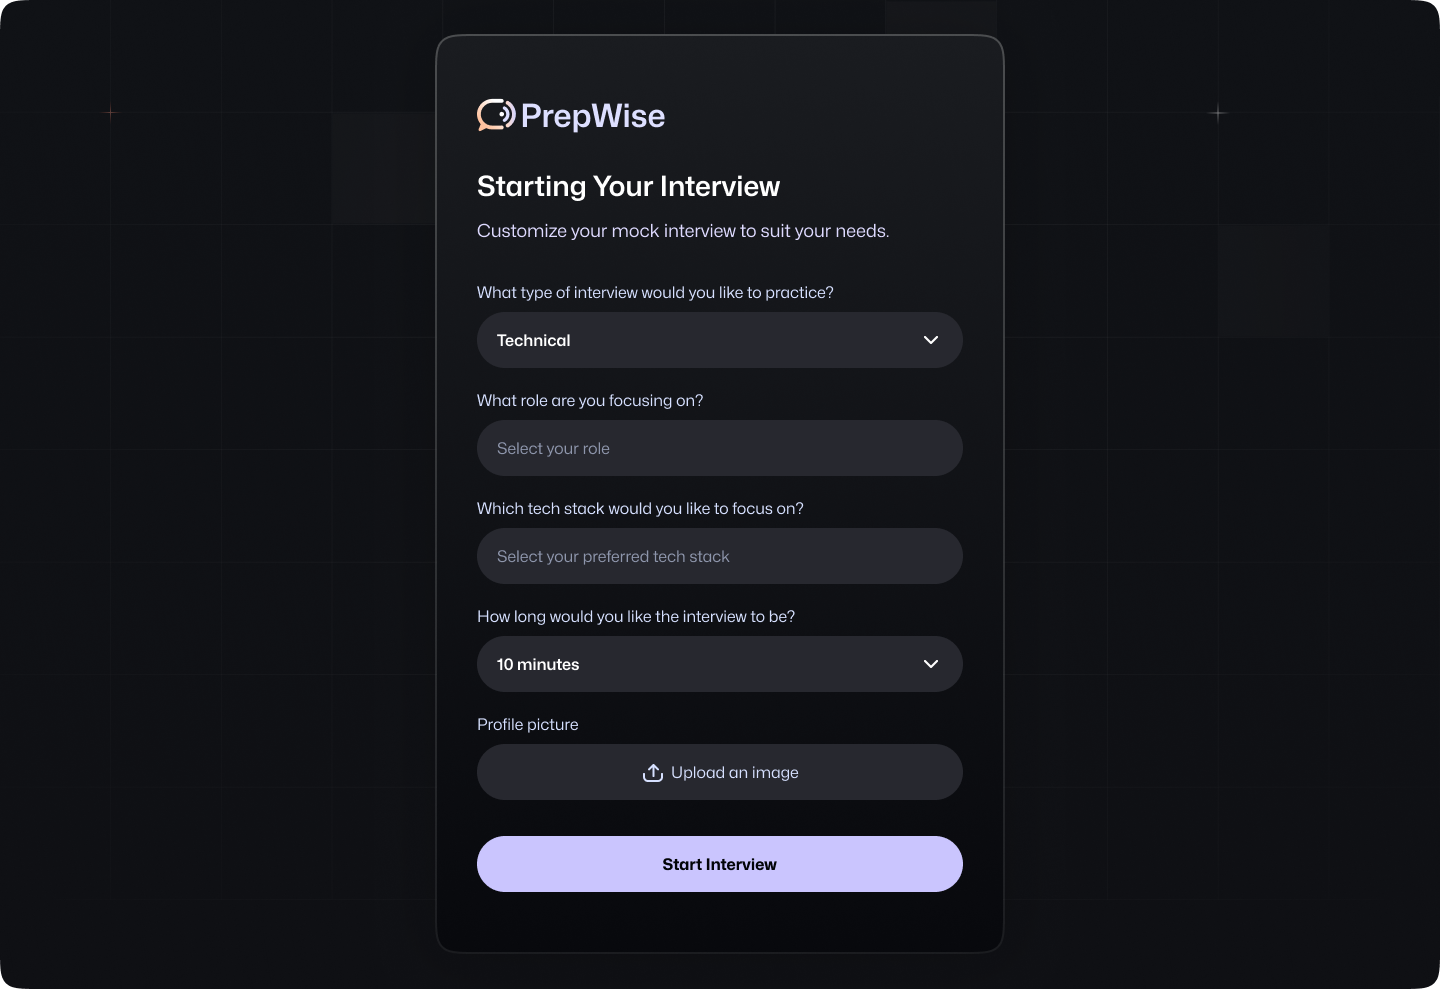 PrepWise
Starting Your Interview
Customize your mock interview to suit your needs.
What type of interview would you like to practice?
Technical
What role are you focusing on?
Select your role
Which tech stack would you like to focus on?
Select your preferred tech stack
How long would you like the interview to be?
10 minutes
Profile picture
Upload an image
Start Interview